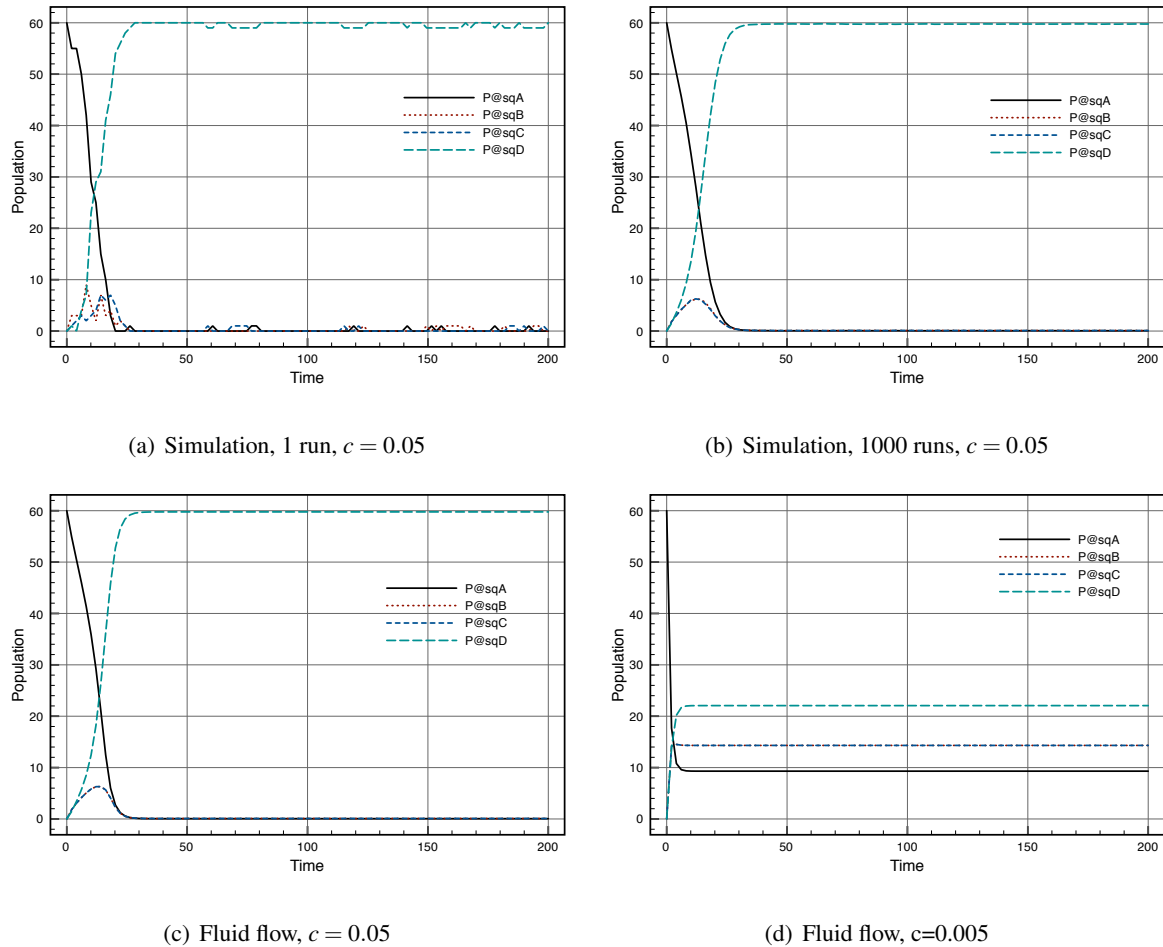 60
50
40
30
20
10
0
Population
P@sqA
P@sqB
P@sqC
P@sqD
0 50 100 150 200
Time
(a) Simulation, 1 run, c = 0.05
60
50
40
30
20
10
0
Population
P@sqA
P@sqB
P@sqC
P@sqD
0 50 100 150 200
Time
(b) Simulation, 1000 runs, c = 0.05
60
50
40
30
20
10
0
Population
P@sqA
P@sqB
P@sqC
P@sqD
0 50 100 150 200
Time
(c) Fluid flow, c = 0.05
60
50
40
30
20
10
0
Population
P@sqA
P@sqB
P@sqC
P@sqD
0 50 100 150 200
Time
(d) Fluid flow, c=0.005